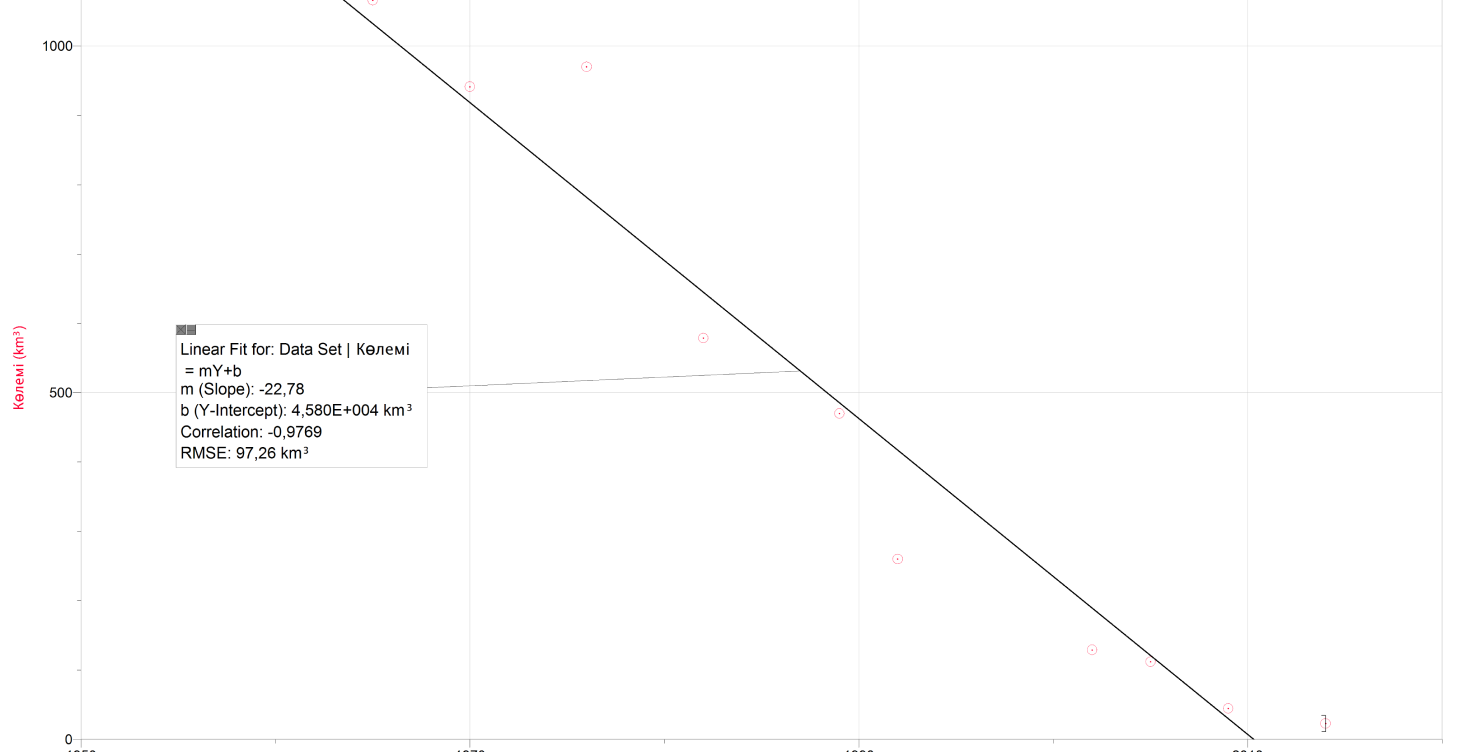 1000
500
0
Көлемі (km³)
Linear Fit for: Data Set | Көлемі
= mY+b
m (Slope): -22,78
b (Y-Intercept): 4,580E+004 km³
Correlation: -0,9769
RMSE: 97,26 km³